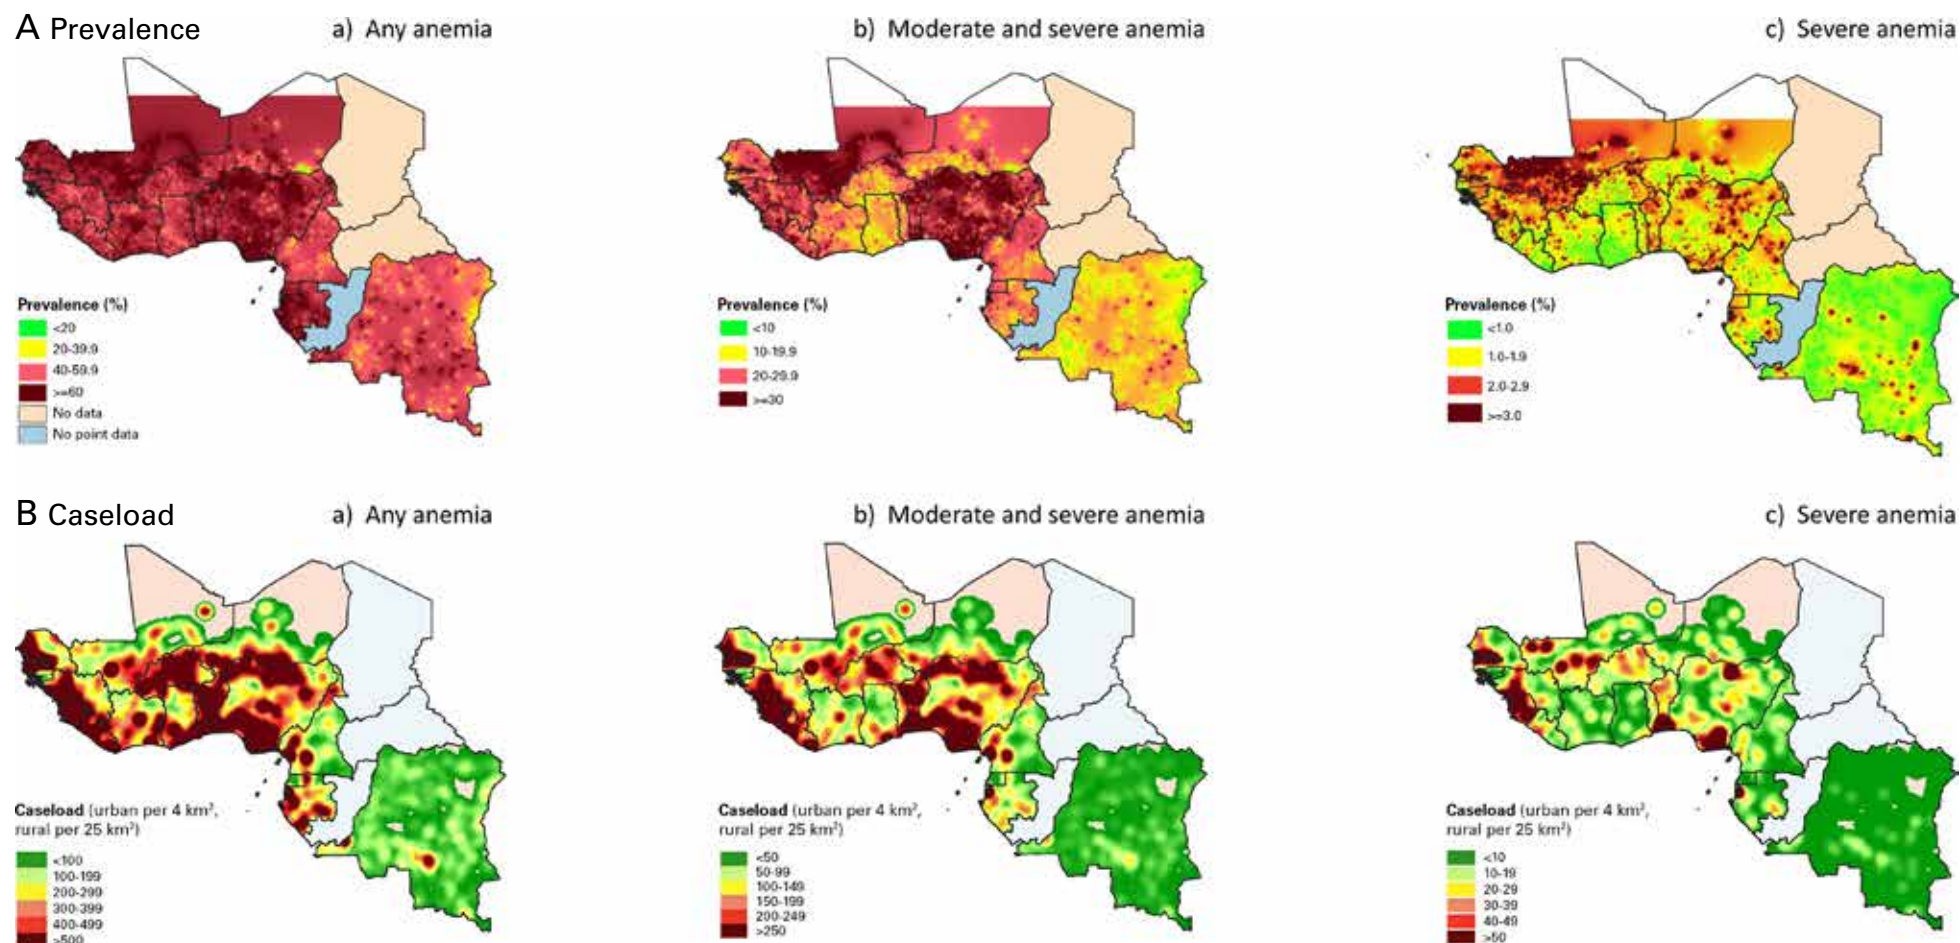 A Prevalence
a) Any anemia
b) Moderate and severe anemia
c) Severe anemia
Prevalence (%)
<20
20-39.9
40-59.9
>=60
No data
No point data
Prevalence (%)
<10
10-19.9
20-29.9
>=30
Prevalence (%)
<1.0
1.0-1.9
2.0-2.9
>=3.0
B Caseload
a) Any anemia
b) Moderate and severe anemia
c) Severe anemia
Caseload (urban per 4 km²,
rural per 25 km²)
<100
100-199
200-299
300-399
400-499
>500
Caseload (urban per 4 km²,
rural per 25 km²)
<50
50-99
100-149
150-199
200-249
>250
Caseload (urban per 4 km²,
rural per 25 km²)
<10
10-19
20-29
30-39
40-49
>50